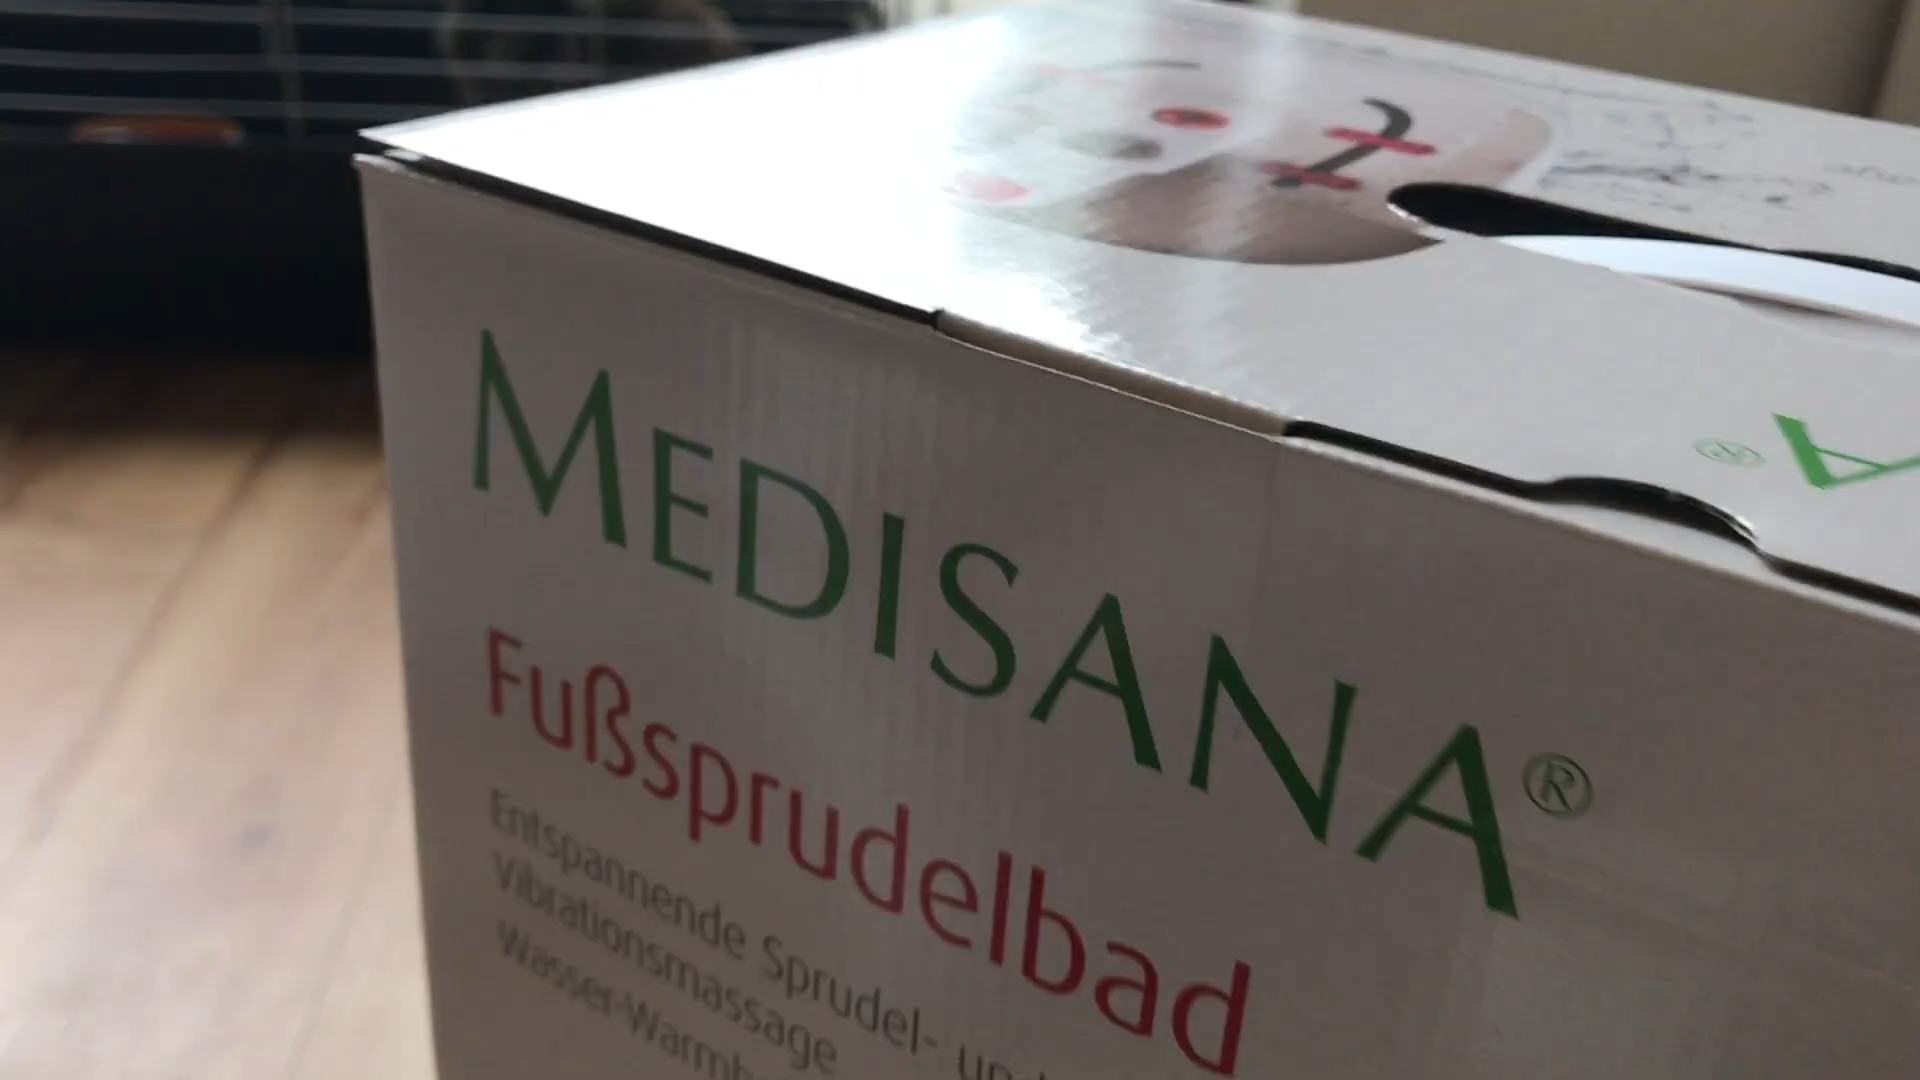 MEDISANA®
Fußsprudelbad
Entspannende Sprudel-
Vibrationsmassage
A®